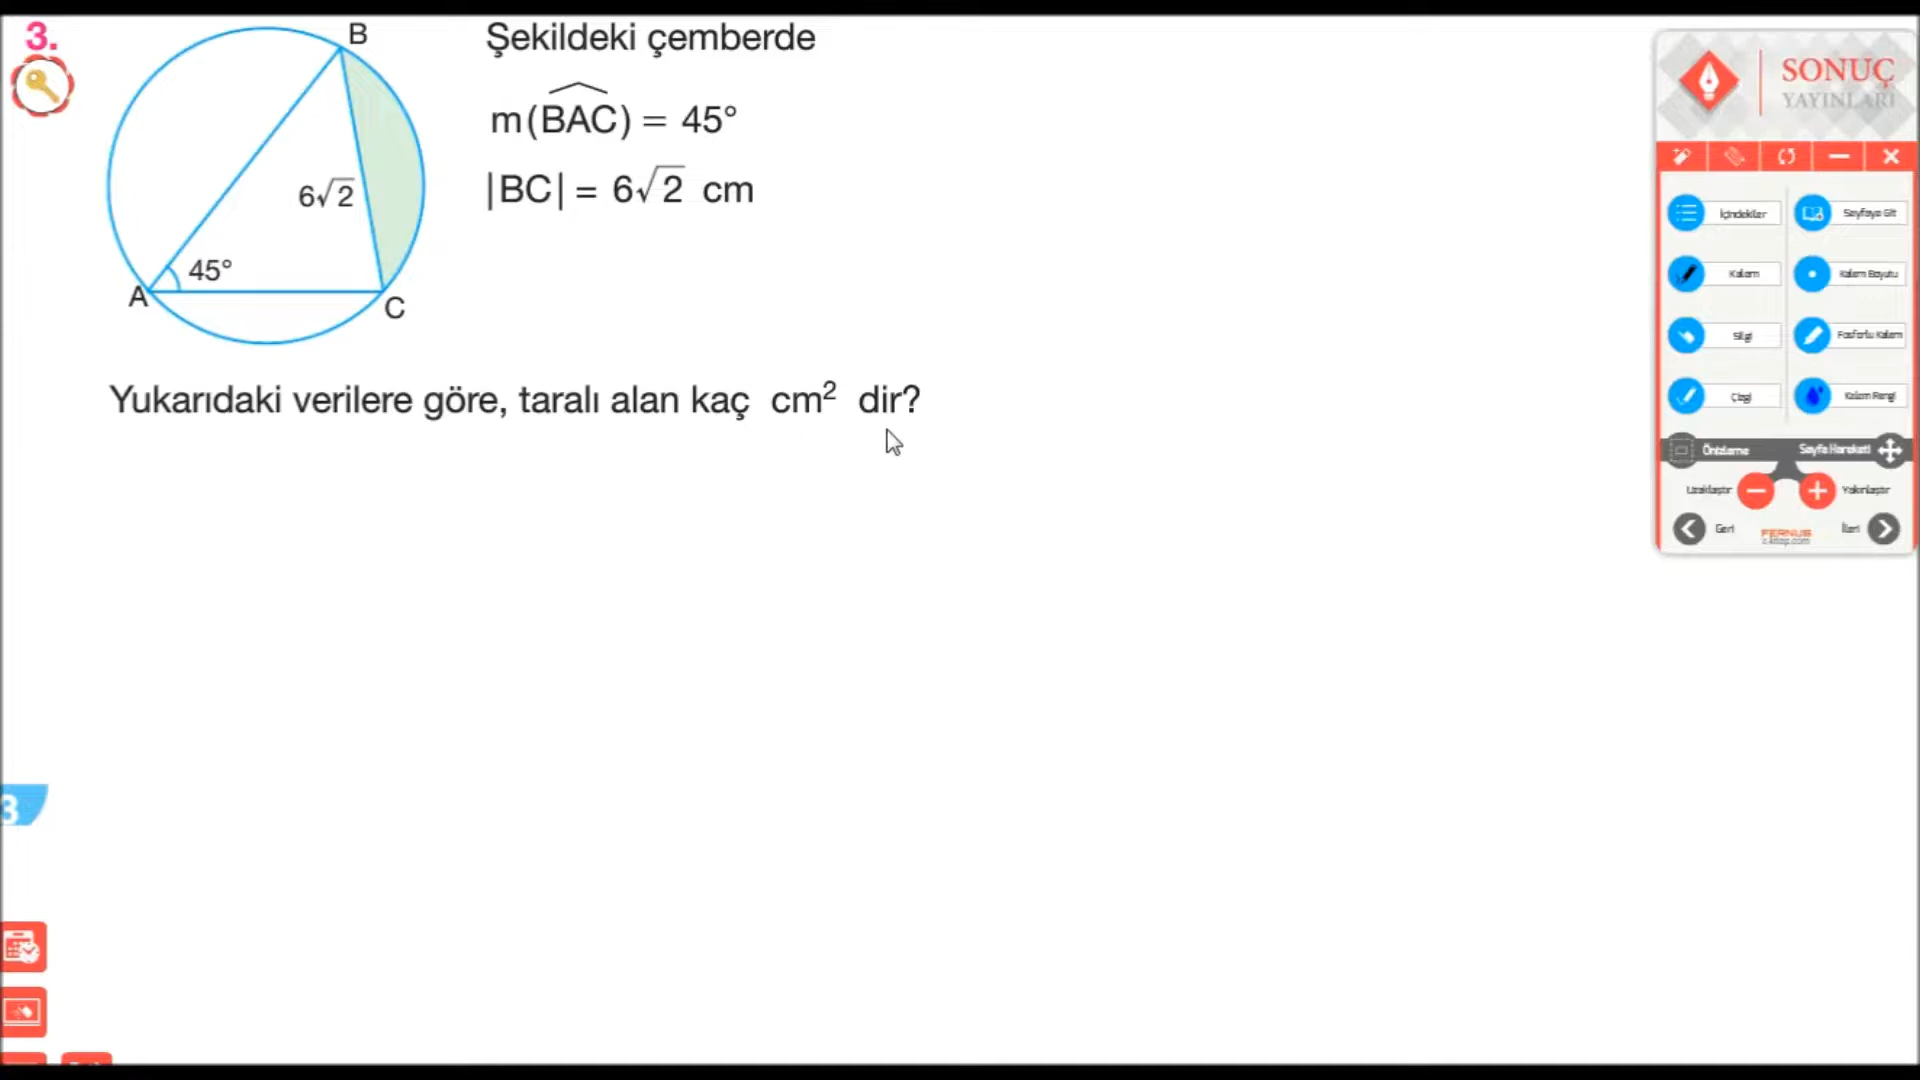 3.
B
Şekildeki çemberde
m(BAC) = 45°
6√2
|BC| = 6√2 cm
45°
A
C
Yukarıdaki verilere göre, taralı alan kaç cm² dir?
SONUÇ
YAYINLARI
İçindekiler
Sayfaya Git
Kalem
Kalem Boyutu
Silgi
Fosforlu Kalem
Çizgi
Kalem Rengi
Önizleme
Sayfa Hareketi
Uzaklaştır
Yakınlaştır
Geri
FERNUS
İleri
3